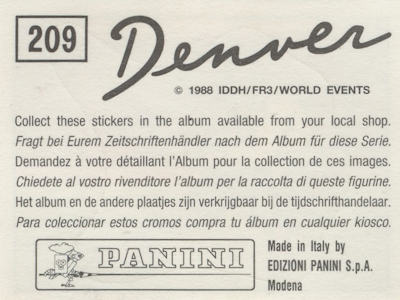 209
Denver
© 1988 IDDH/FR3/WORLD EVENTS
Collect these stickers in the album available from your local shop.
Fragt bei Eurem Zeitschriftenhändler nach dem Album für diese Serie.
Demandez à votre détaillant l'Album pour la collection de ces images.
Chiedete al vostro rivenditore l'album per la raccolta di queste figurine.
Het album en de andere plaatjes zijn verkrijgbaar bij de tijdschrifthandelaar.
Para coleccionar estos cromos compra tu álbum en cualquier kiosco.
PANINI
Made in Italy by
EDIZIONI PANINI S.p.A.
Modena